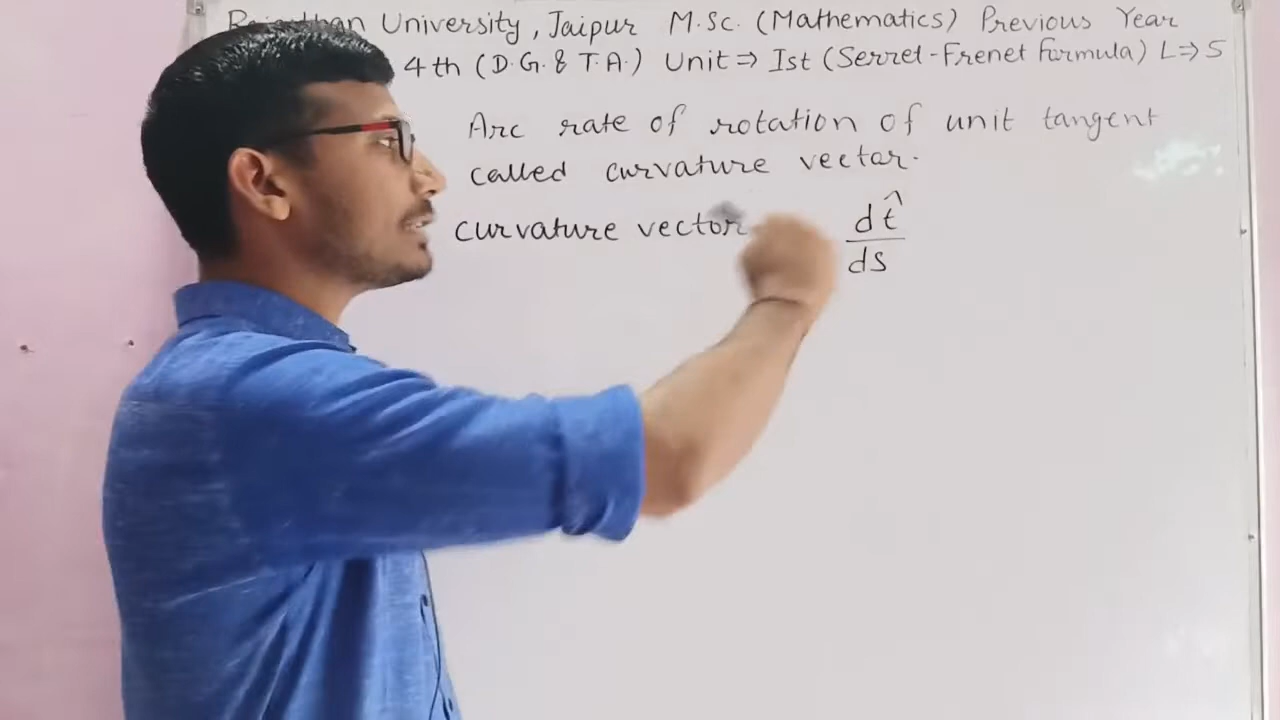 University, Jaipur M.Sc. (Mathematics) Previous Year
4th (D.G. & T.A.) Unit ⇒ Ist (Serret-Frenet formula) L ⇒ 5
Arc rate of rotation of unit tangent
called curvature vector.
curvature vector dt̂/ds